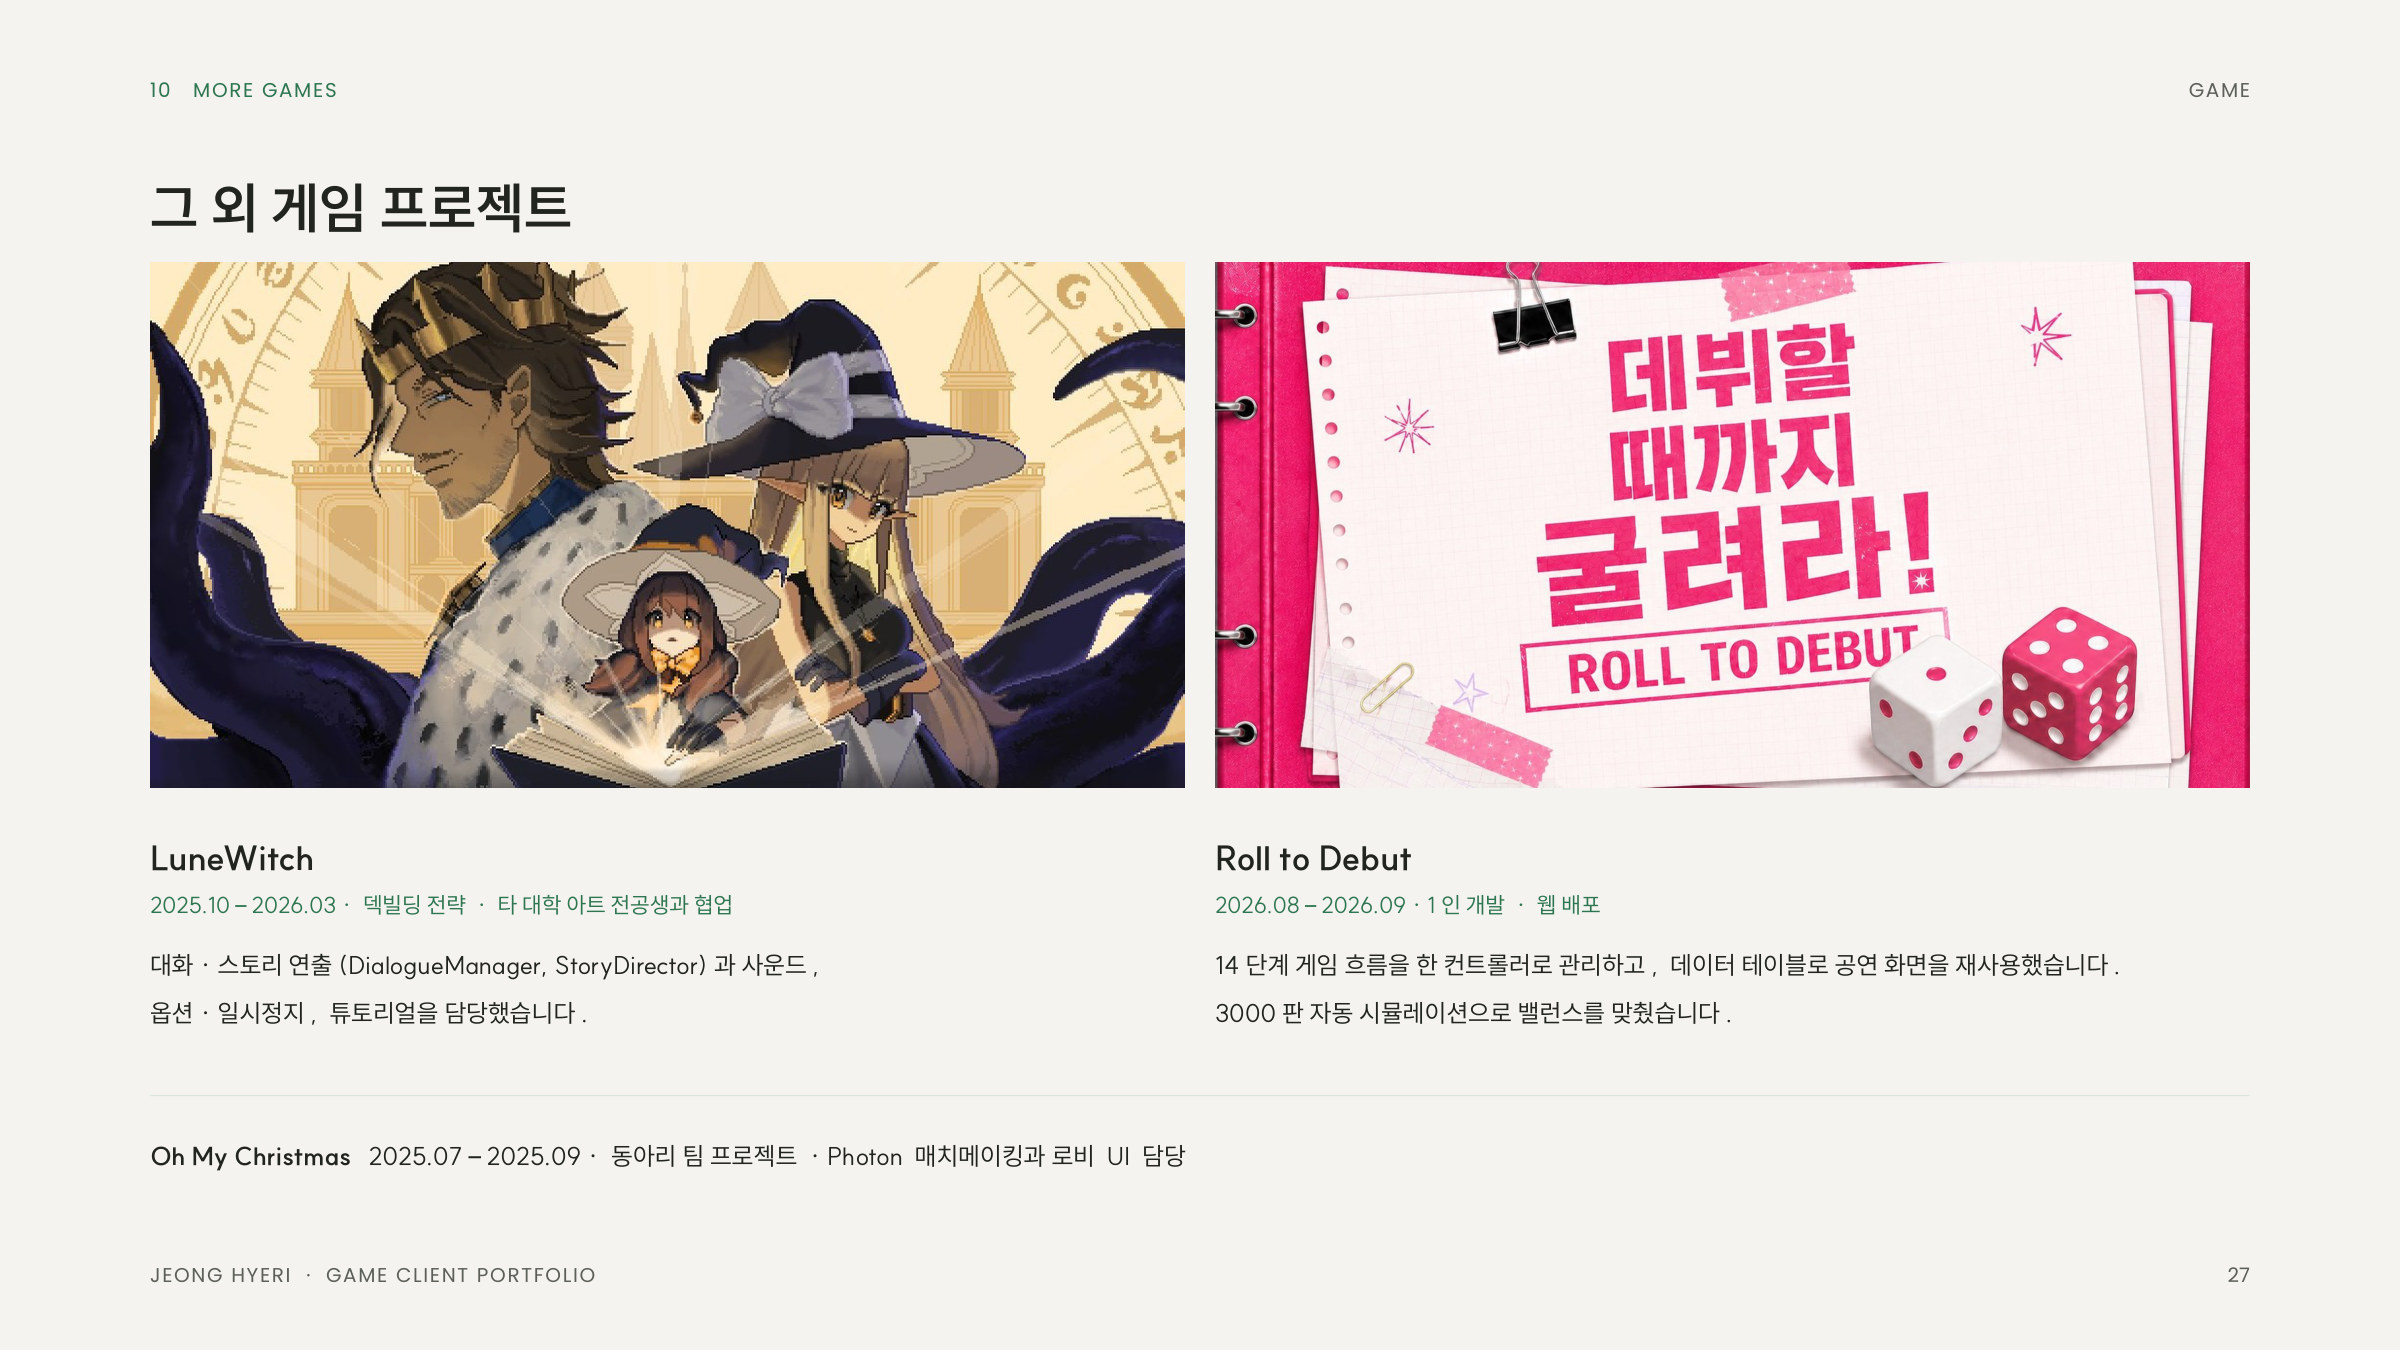 10 MORE GAMES
GAME
그 외 게임 프로젝트
데뷔할
때까지
굴려라!
ROLL TO DEBUT
LuneWitch
2025.10 – 2026.03 · 덱빌딩 전략 · 타 대학 아트 전공생과 협업
대화 · 스토리 연출 (DialogueManager, StoryDirector) 과 사운드 ,
옵션 · 일시정지 , 튜토리얼을 담당했습니다 .
Roll to Debut
2026.08 – 2026.09 · 1 인 개발 · 웹 배포
14 단계 게임 흐름을 한 컨트롤러로 관리하고 , 데이터 테이블로 공연 화면을 재사용했습니다 .
3000 판 자동 시뮬레이션으로 밸런스를 맞췄습니다 .
Oh My Christmas 2025.07 – 2025.09 · 동아리 팀 프로젝트 · Photon 매치메이킹과 로비 UI 담당
JEONG HYERI · GAME CLIENT PORTFOLIO
27